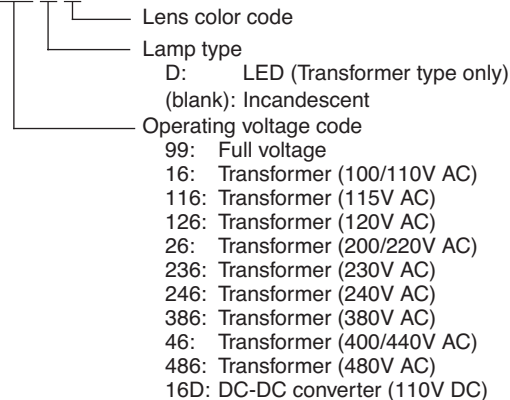 Lens color code
Lamp type
D: LED (Transformer type only)
(blank): Incandescent
Operating voltage code
99: Full voltage
16: Transformer (100/110V AC)
116: Transformer (115V AC)
126: Transformer (120V AC)
26: Transformer (200/220V AC)
236: Transformer (230V AC)
246: Transformer (240V AC)
386: Transformer (380V AC)
46: Transformer (400/440V AC)
486: Transformer (480V AC)
16D: DC-DC converter (110V DC)